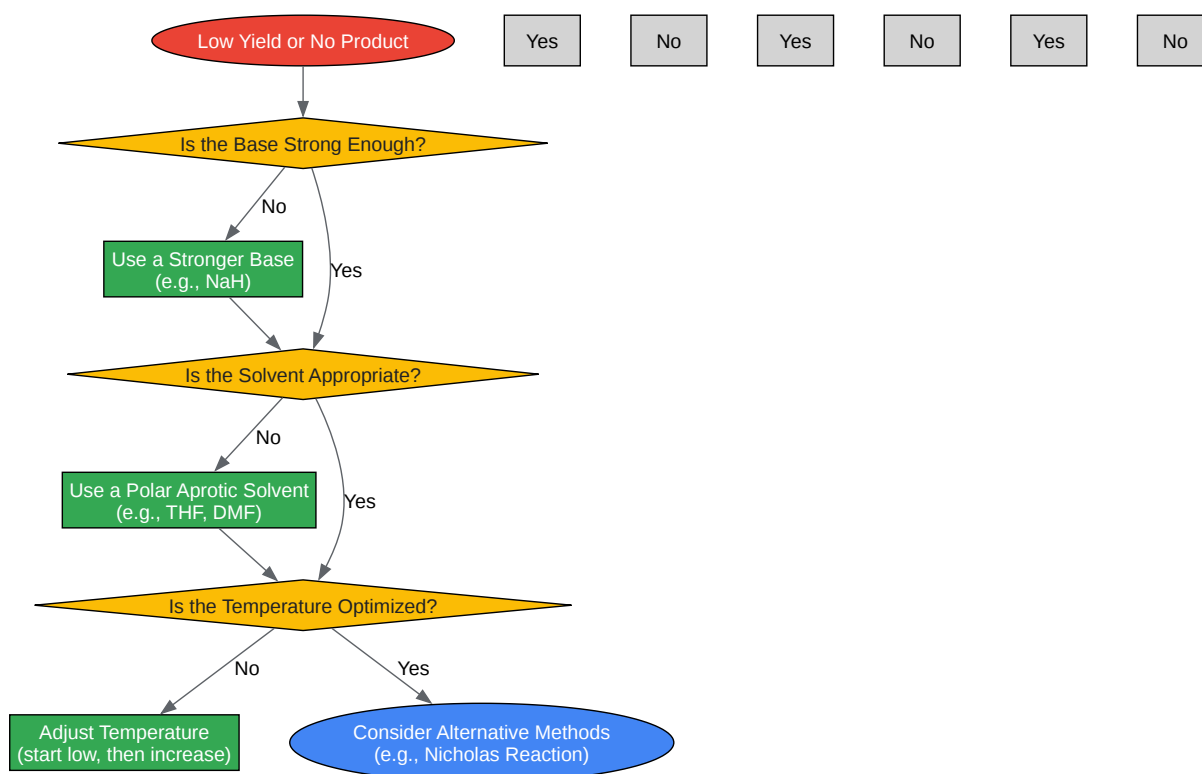 Low Yield or No Product
Yes
No
Yes
No
Yes
No
Is the Base Strong Enough?
No
Use a Stronger Base
(e.g., NaH)
Yes
Is the Solvent Appropriate?
No
Use a Polar Aprotic Solvent
(e.g., THF, DMF)
Yes
Is the Temperature Optimized?
No
Yes
Adjust Temperature
(start low, then increase)
Consider Alternative Methods
(e.g., Nicholas Reaction)